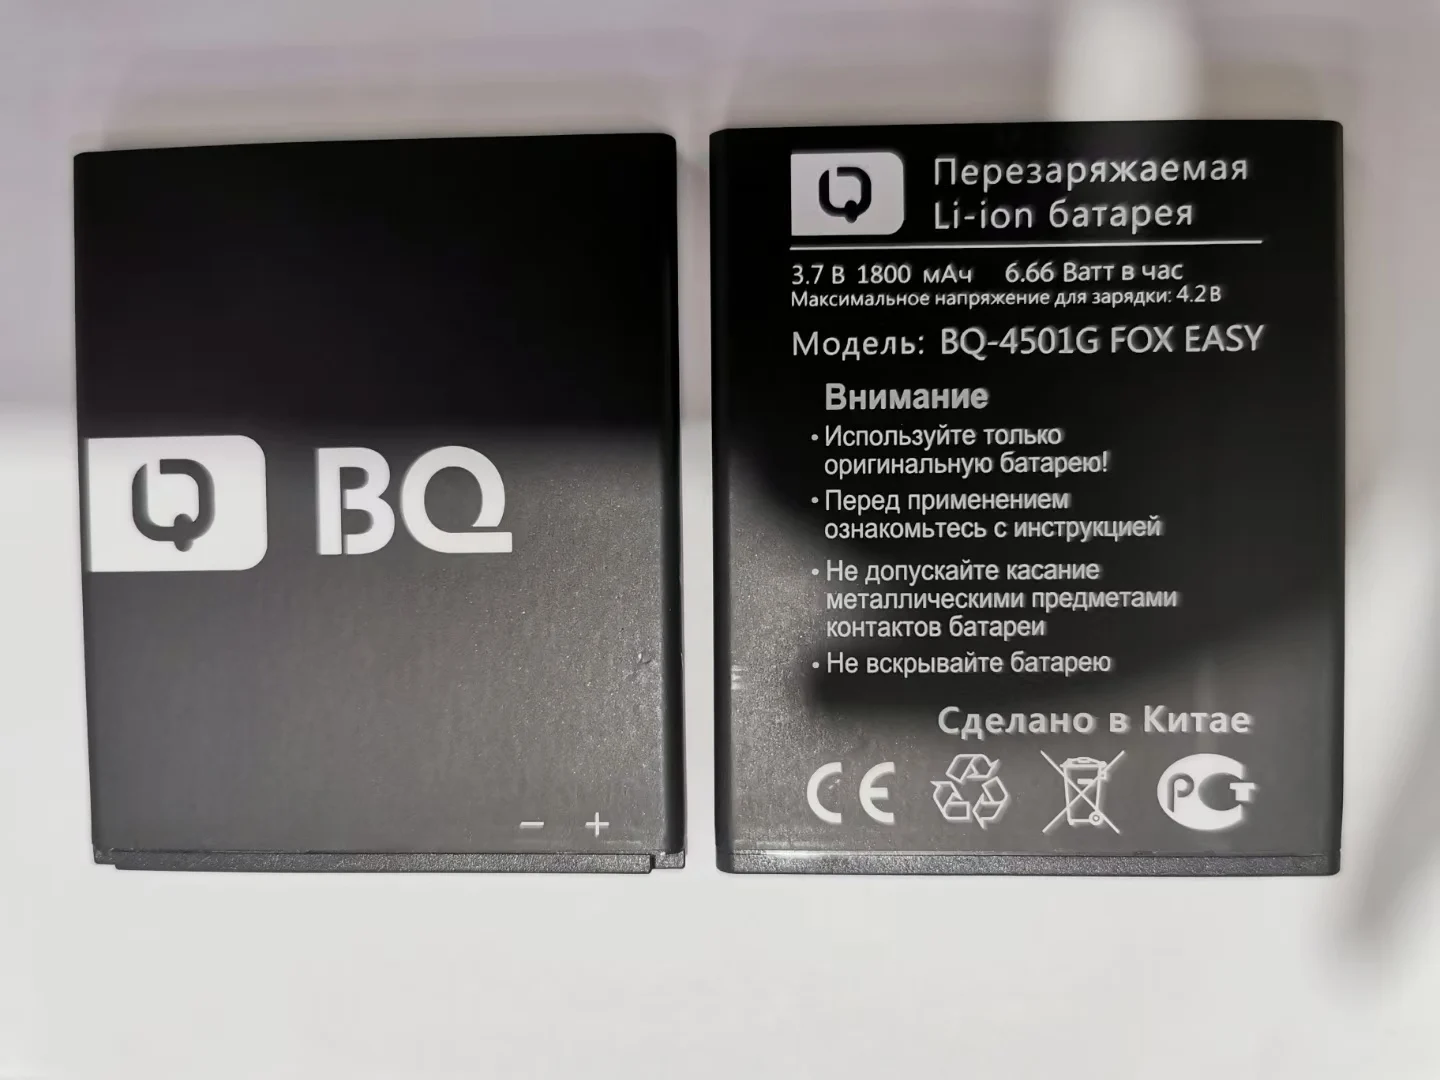 BQ
− +
Перезаряжаемая
Li-ion батарея
3.7 В 1800 мАч 6.66 Ватт в час
Максимальное напряжение для зарядки: 4.2 В
Модель: BQ-4501G FOX EASY
Внимание
• Используйте только
оригинальную батарею!
• Перед применением
ознакомьтесь с инструкцией
• Не допускайте касание
металлическими предметами
контактов батареи
• Не вскрывайте батарею
Сделано в Китае
CE РСТ